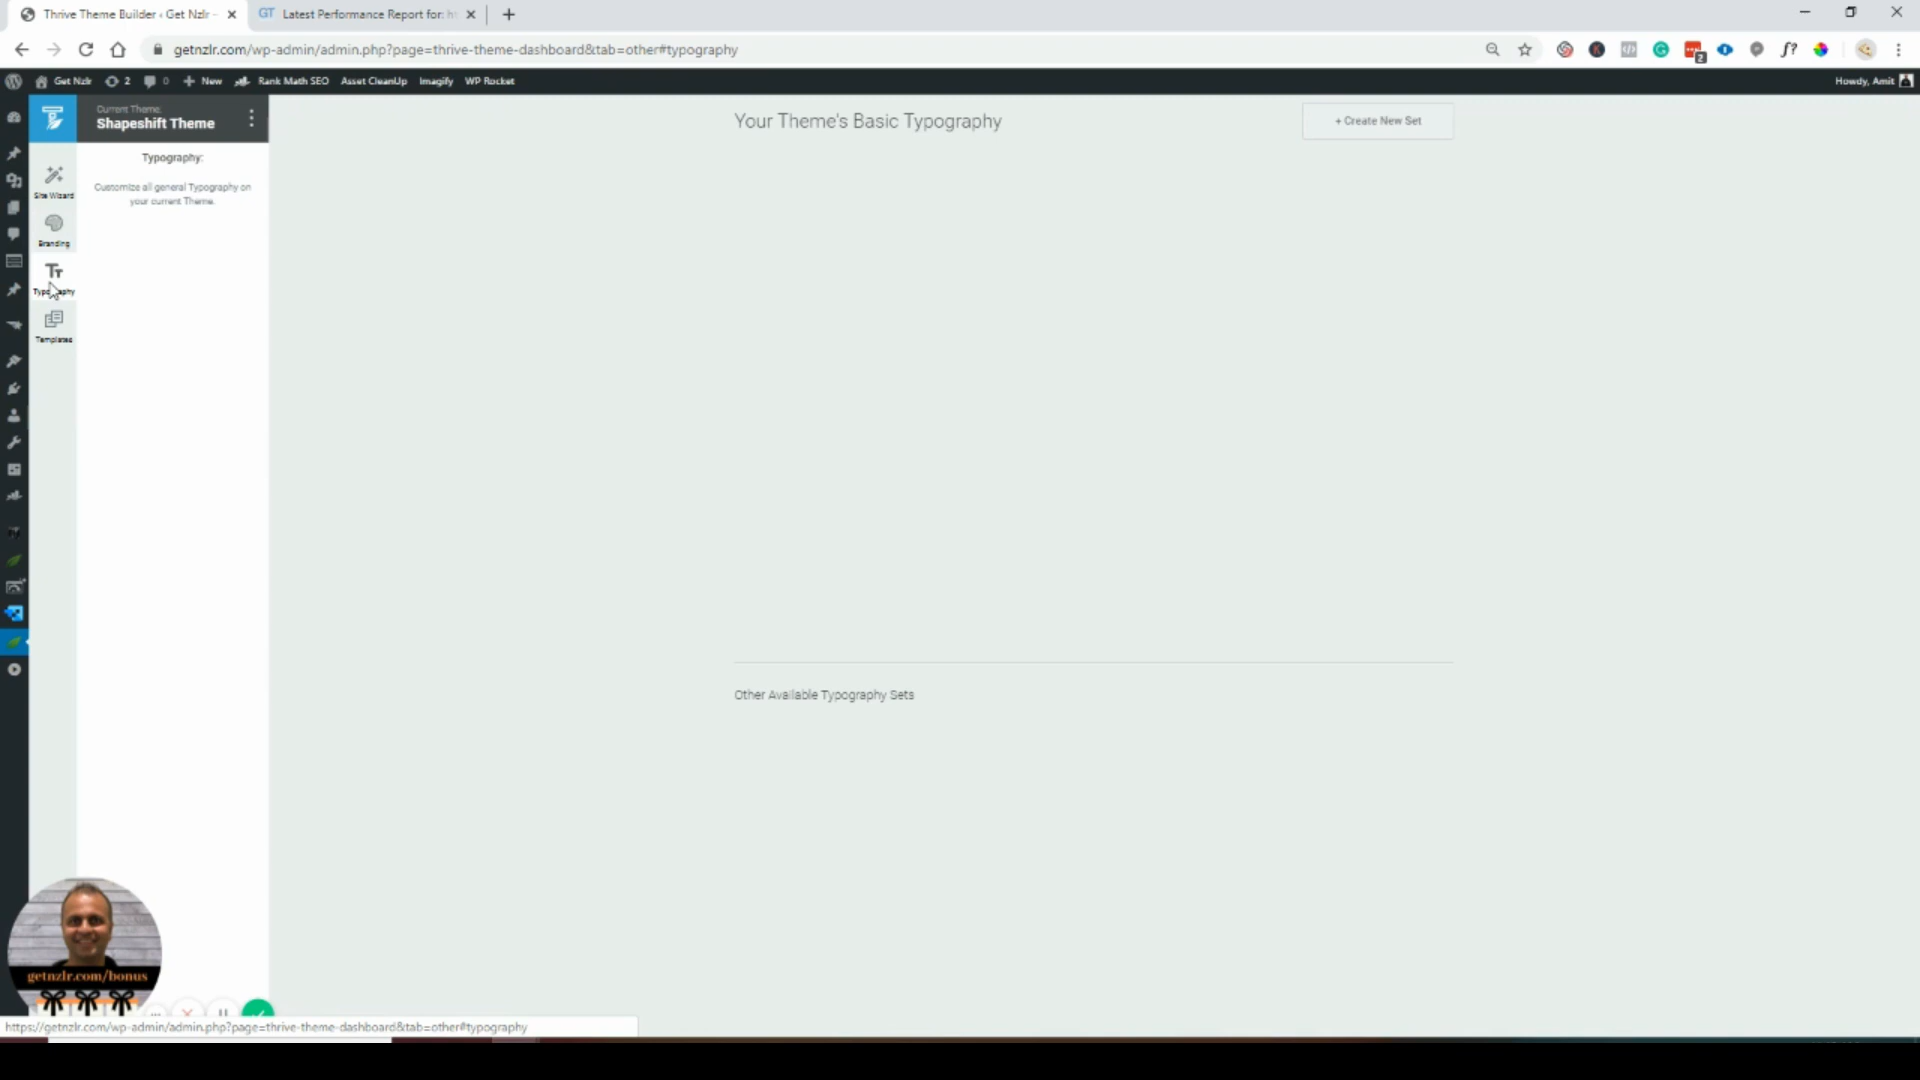 Thrive Theme Builder ‹ Get Nzlr –
GT Latest Performance Report for: h
getnzlr.com/wp-admin/admin.php?page=thrive-theme-dashboard&tab=other#typography
f?
2
Get Nzlr 2 0 New Rank Math SEO Asset CleanUp Imagify WP Rocket
Howdy, Amit
Current Theme:
Shapeshift Theme
Your Theme's Basic Typography
+ Create New Set
Typography:
Customize all general Typography on
your current Theme.
Site Wizard
Branding
Tт
Typography
Templates
Other Available Typography Sets
getnzlr.com/bonus
https://getnzlr.com/wp-admin/admin.php?page=thrive-theme-dashboard&tab=other#typography